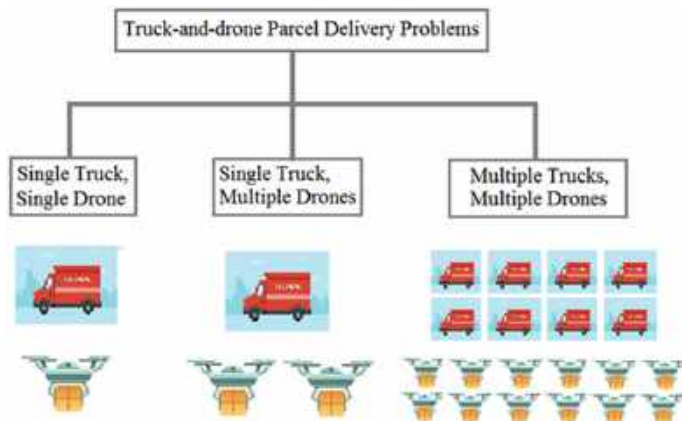 Truck-and-drone Parcel Delivery Problems
Single Truck,
Single Drone
Single Truck,
Multiple Drones
Multiple Trucks,
Multiple Drones